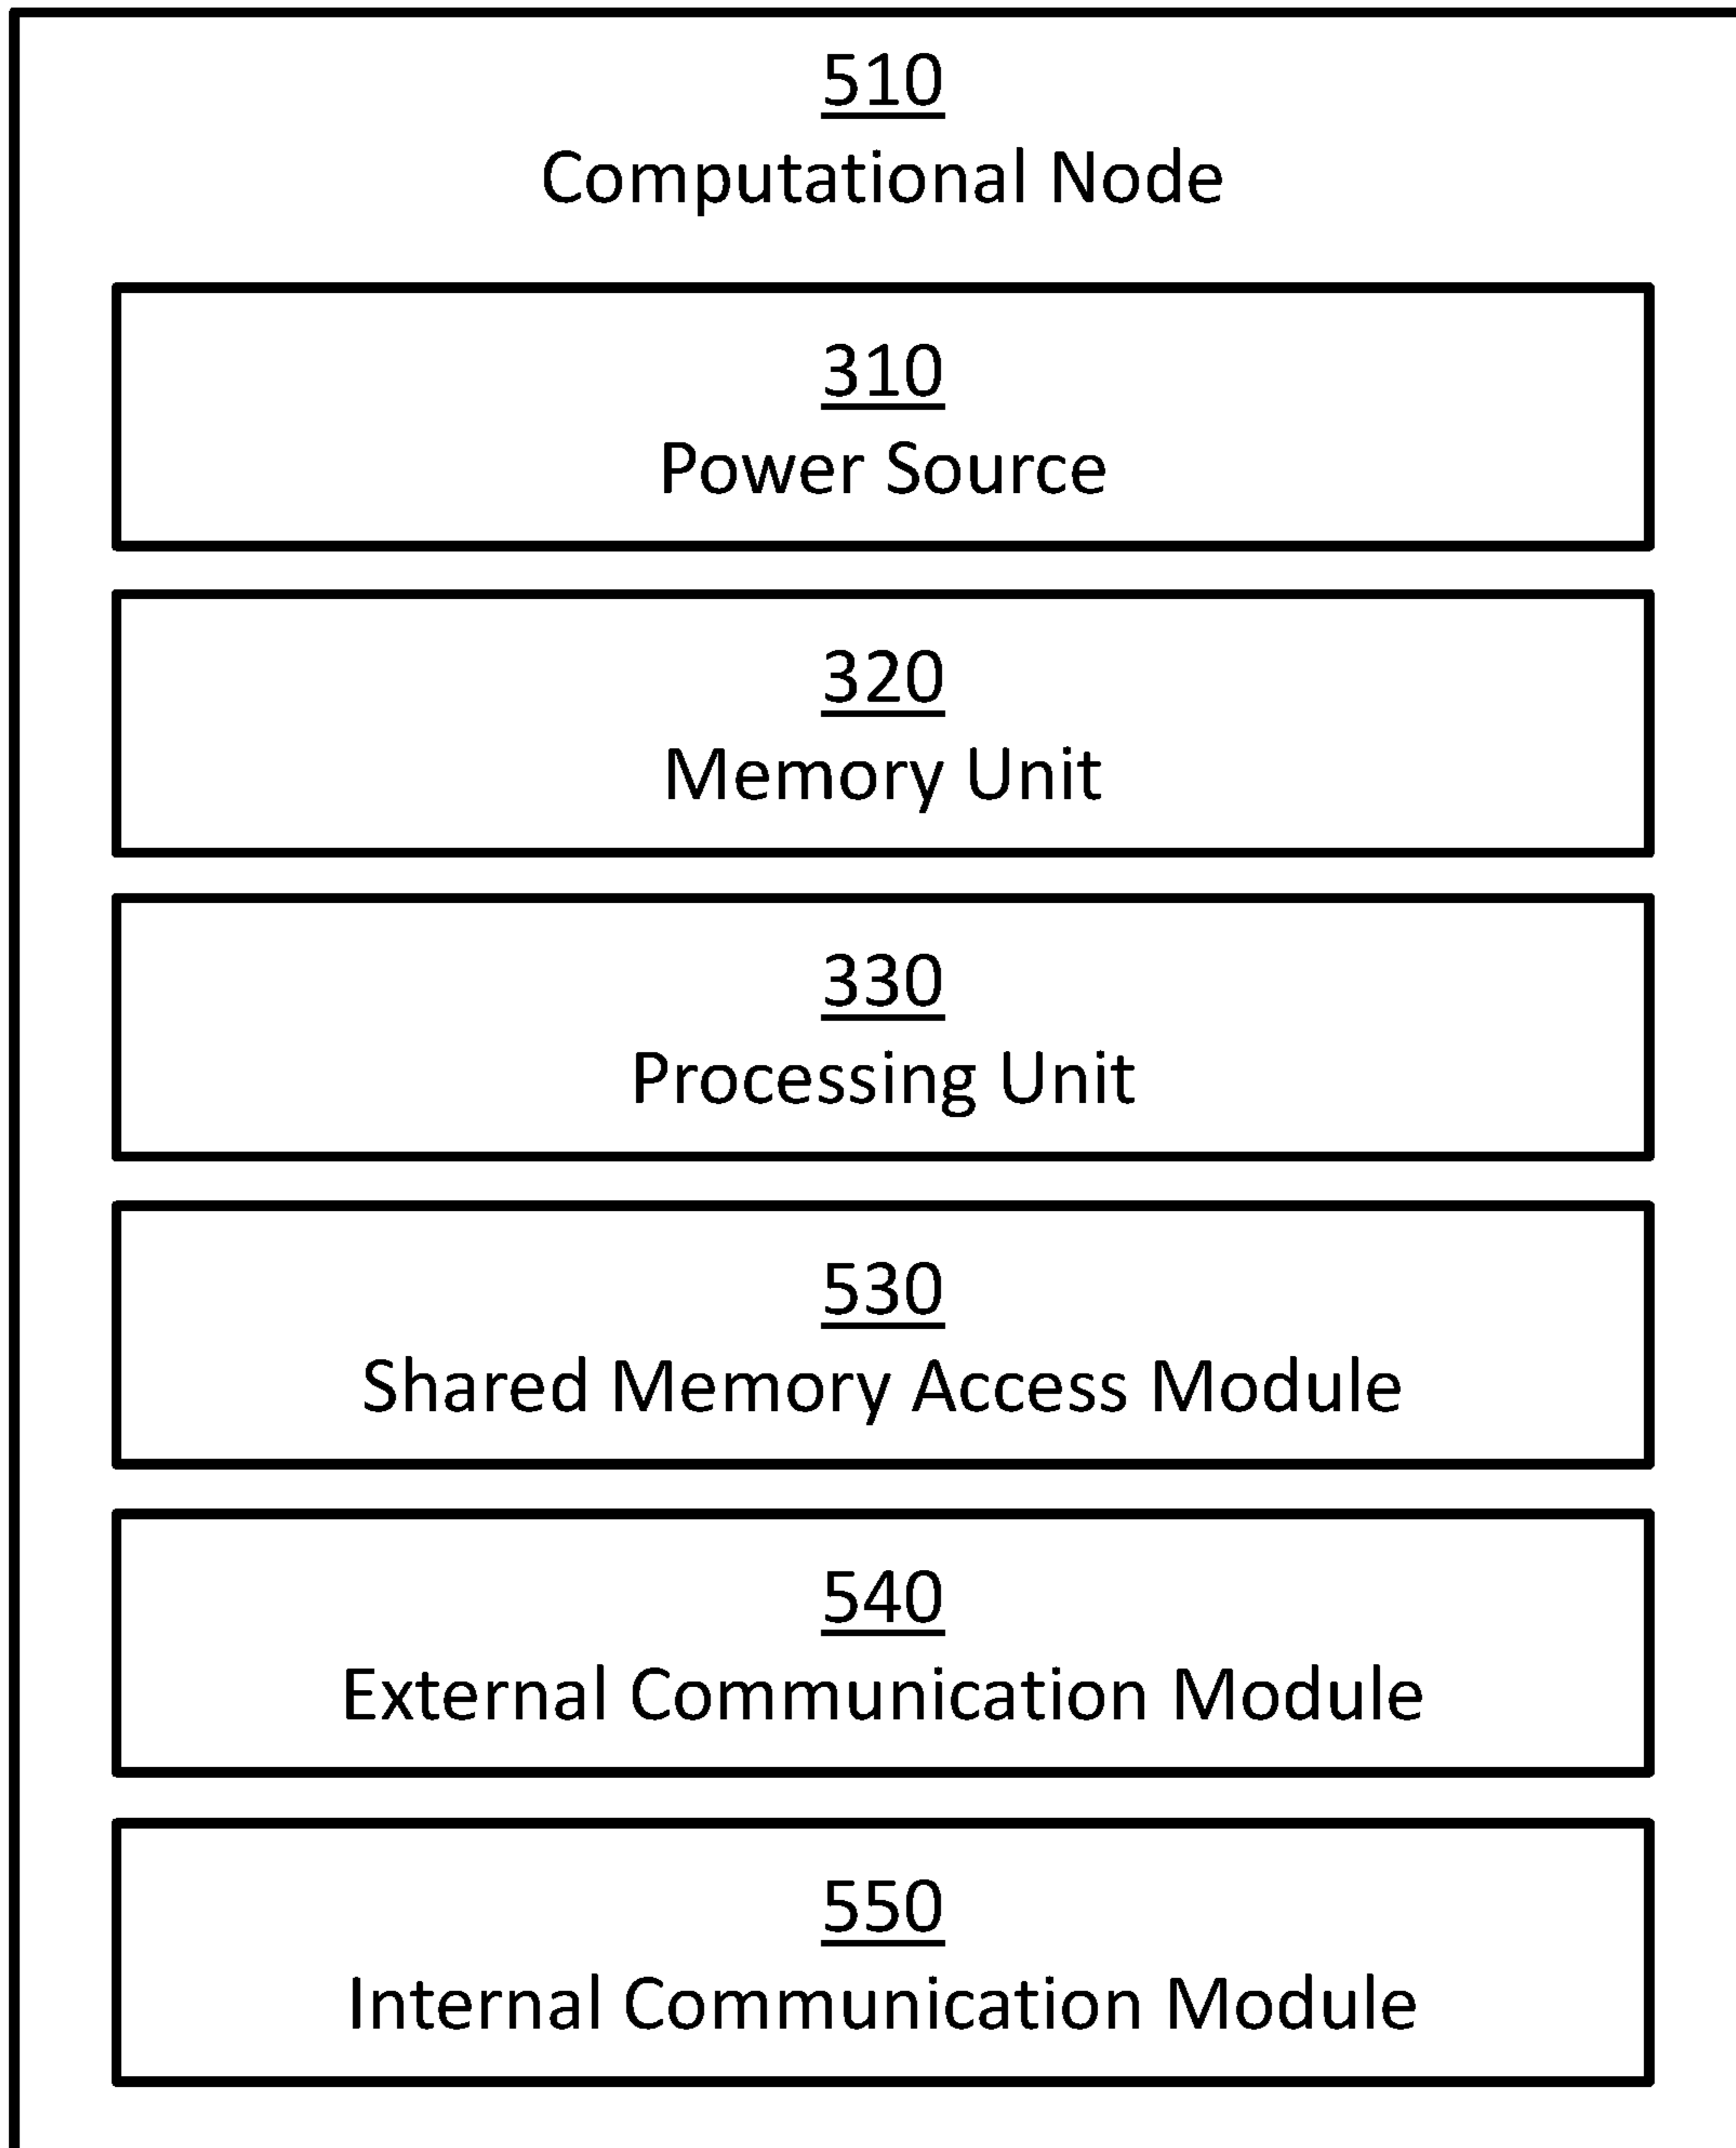 510
Computational Node
310
Power Source
320
Memory Unit
330
Processing Unit
530
Shared Memory Access Module
540
External Communication Module
550
Internal Communication Module